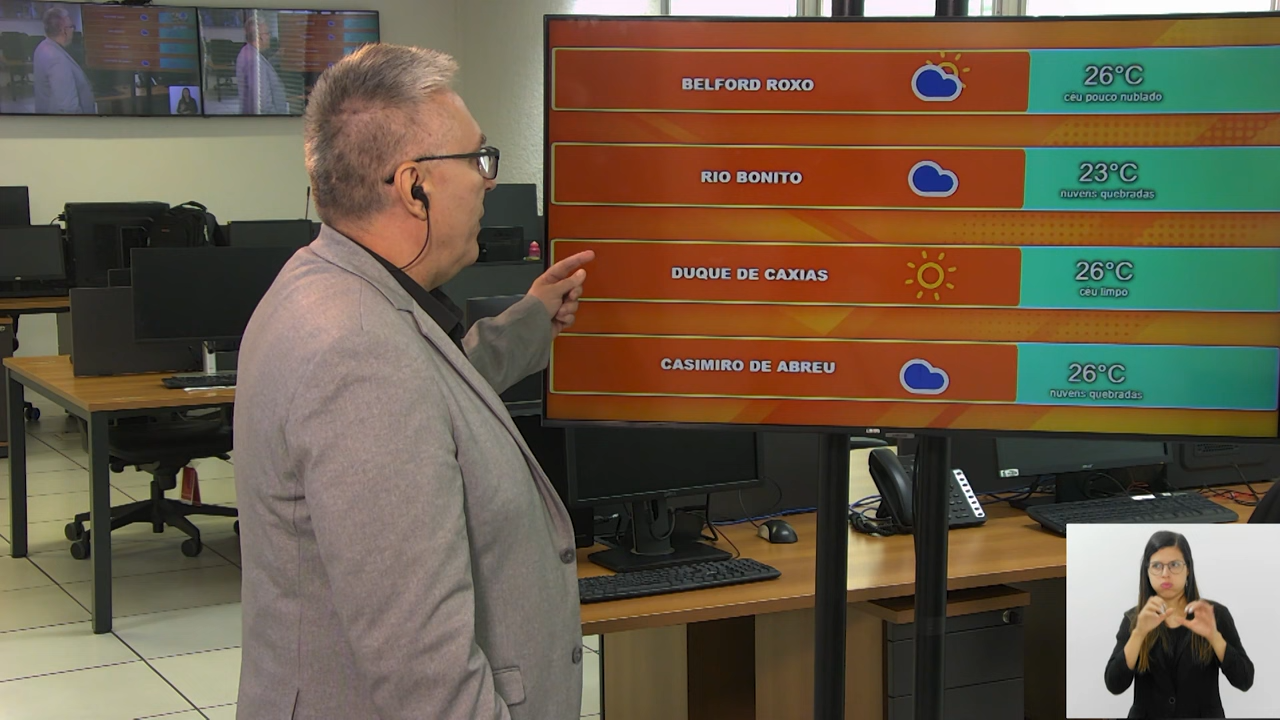 BELFORD ROXO
26°C
céu pouco nublado
RIO BONITO
23°C
nuvens quebradas
DUQUE DE CAXIAS
26°C
céu limpo
CASIMIRO DE ABREU
26°C
nuvens quebradas